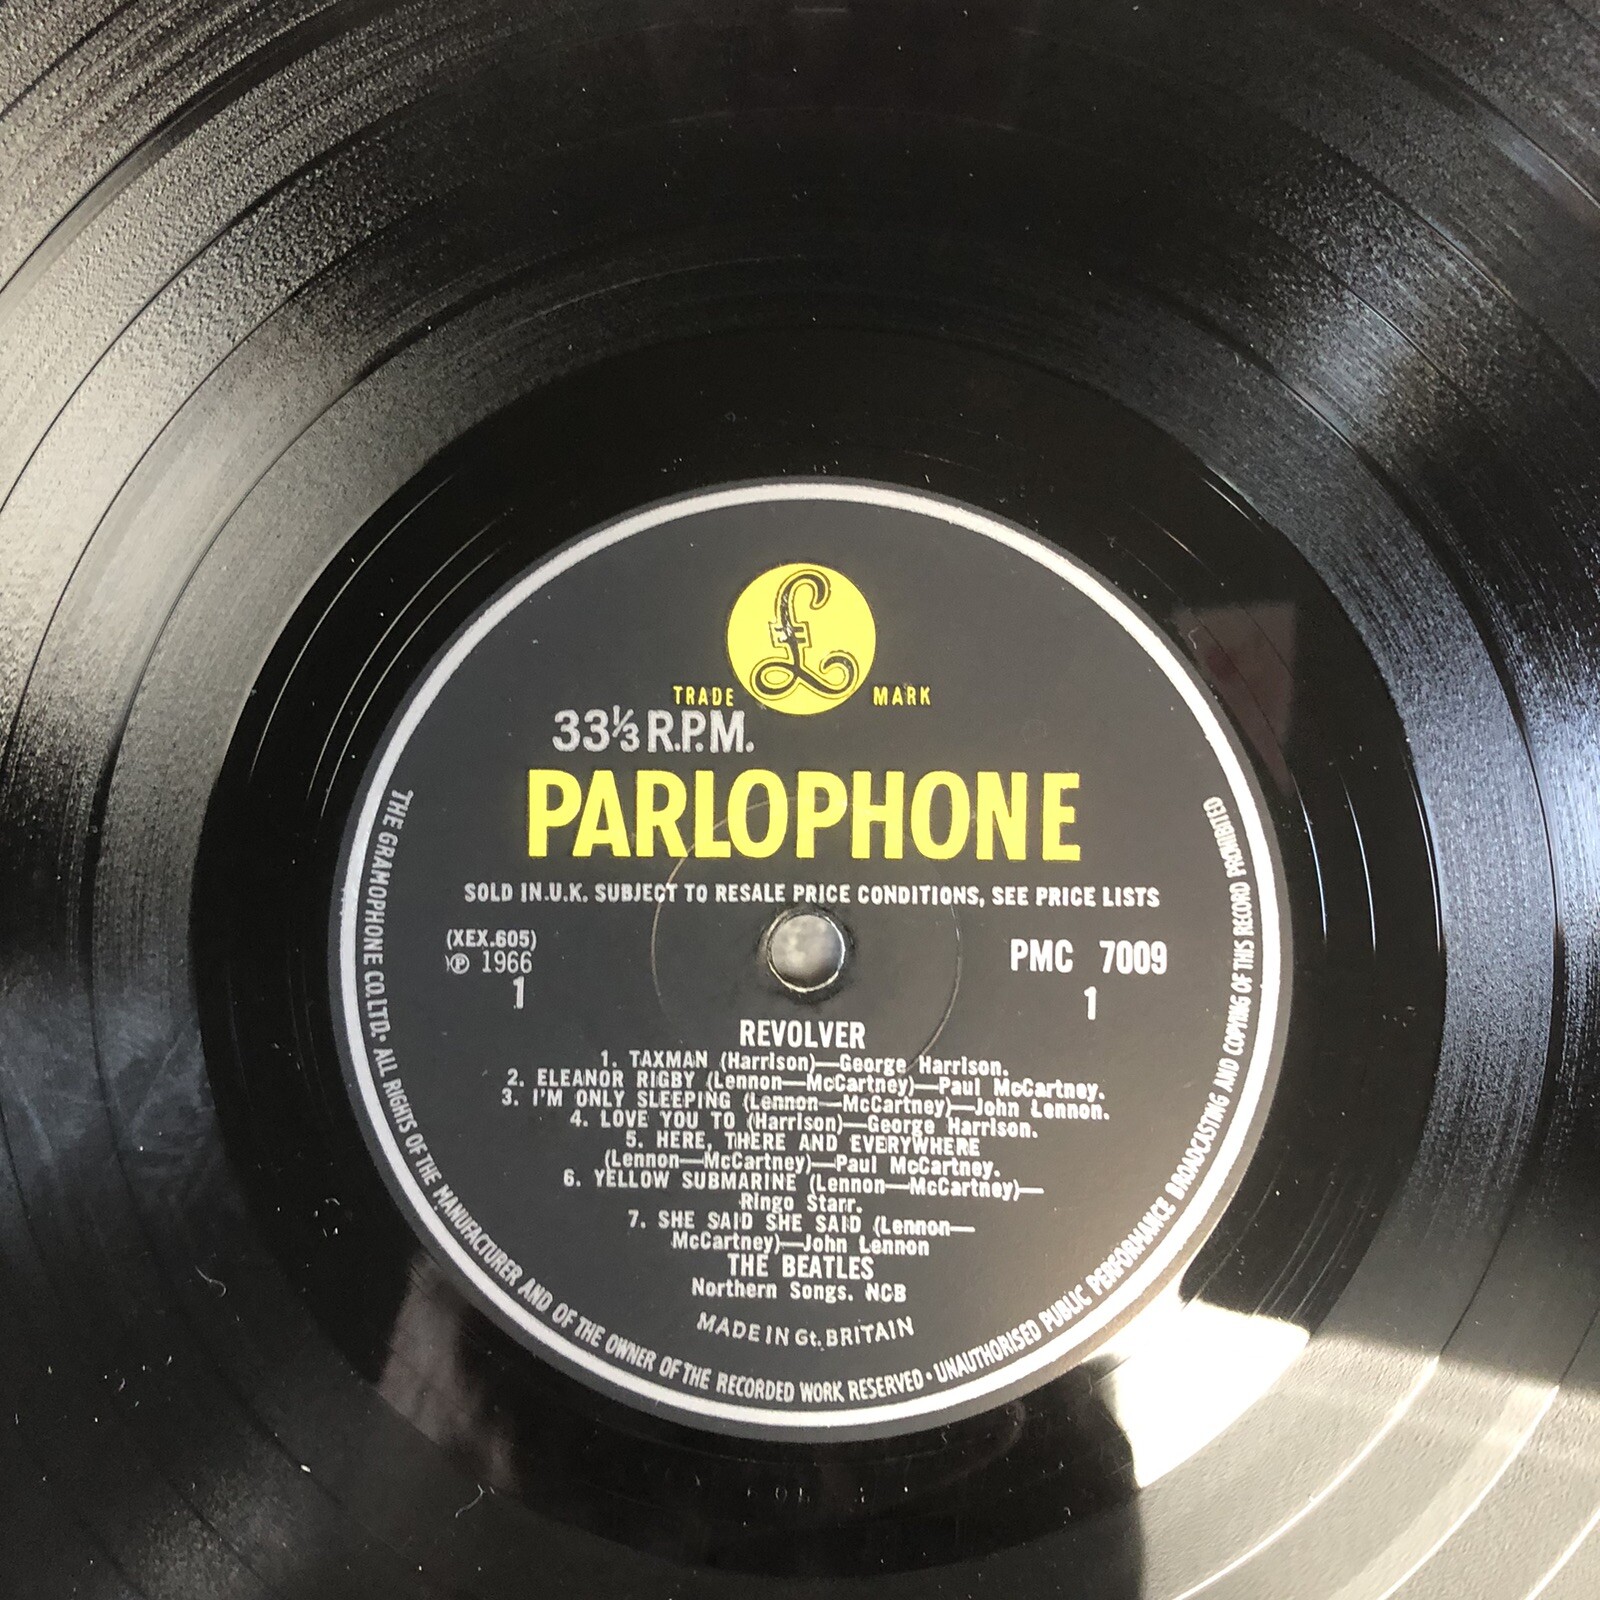 TRADE MARK
33⅓ R.P.M.
PARLOPHONE
SOLD IN U.K. SUBJECT TO RESALE PRICE CONDITIONS, SEE PRICE LISTS
(XEX.605)
℗ 1966
1
PMC 7009
1
REVOLVER
1. TAXMAN (Harrison)—George Harrison.
2. ELEANOR RIGBY (Lennon—McCartney)—Paul McCartney.
3. I'M ONLY SLEEPING (Lennon—McCartney)—John Lennon.
4. LOVE YOU TO (Harrison)—George Harrison.
5. HERE, THERE AND EVERYWHERE
(Lennon—McCartney)—Paul McCartney.
6. YELLOW SUBMARINE (Lennon—McCartney)—
Ringo Starr.
7. SHE SAID SHE SAID (Lennon—
McCartney)—John Lennon
THE BEATLES
Northern Songs. NCB
MADE IN Gt. BRITAIN
THE GRAMOPHONE CO. LTD. · ALL RIGHTS OF THE MANUFACTURER AND OF THE OWNER OF THE RECORDED WORK RESERVED · UNAUTHORISED PUBLIC PERFORMANCE BROADCASTING AND COPYING OF THIS RECORD PROHIBITED